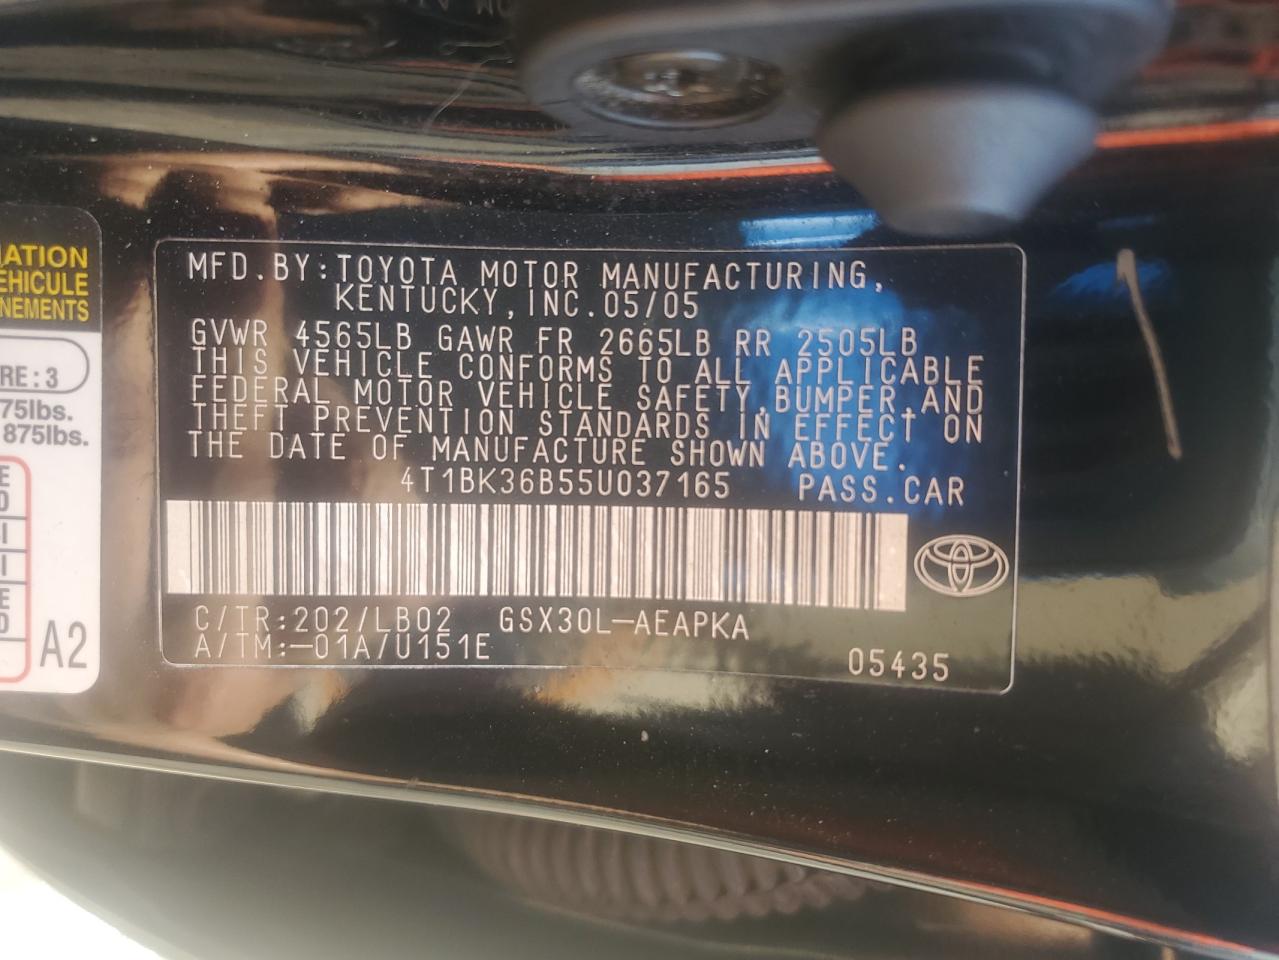 MFD.BY:TOYOTA MOTOR MANUFACTURING,
KENTUCKY,INC.05/05
GVWR 4565LB GAWR FR 2665LB RR 2505LB
THIS VEHICLE CONFORMS TO ALL APPLICABLE
FEDERAL MOTOR VEHICLE SAFETY,BUMPER AND
THEFT PREVENTION STANDARDS IN EFFECT ON
THE DATE OF MANUFACTURE SHOWN ABOVE.
4T1BK36B55U037165 PASS.CAR
C/TR:202/LB02 GSX30L-AEAPKA
A/TM:-01A/U151E
05435
MATION
VEHICULE
NEMENTS
RE:3
75lbs.
875lbs.
A2